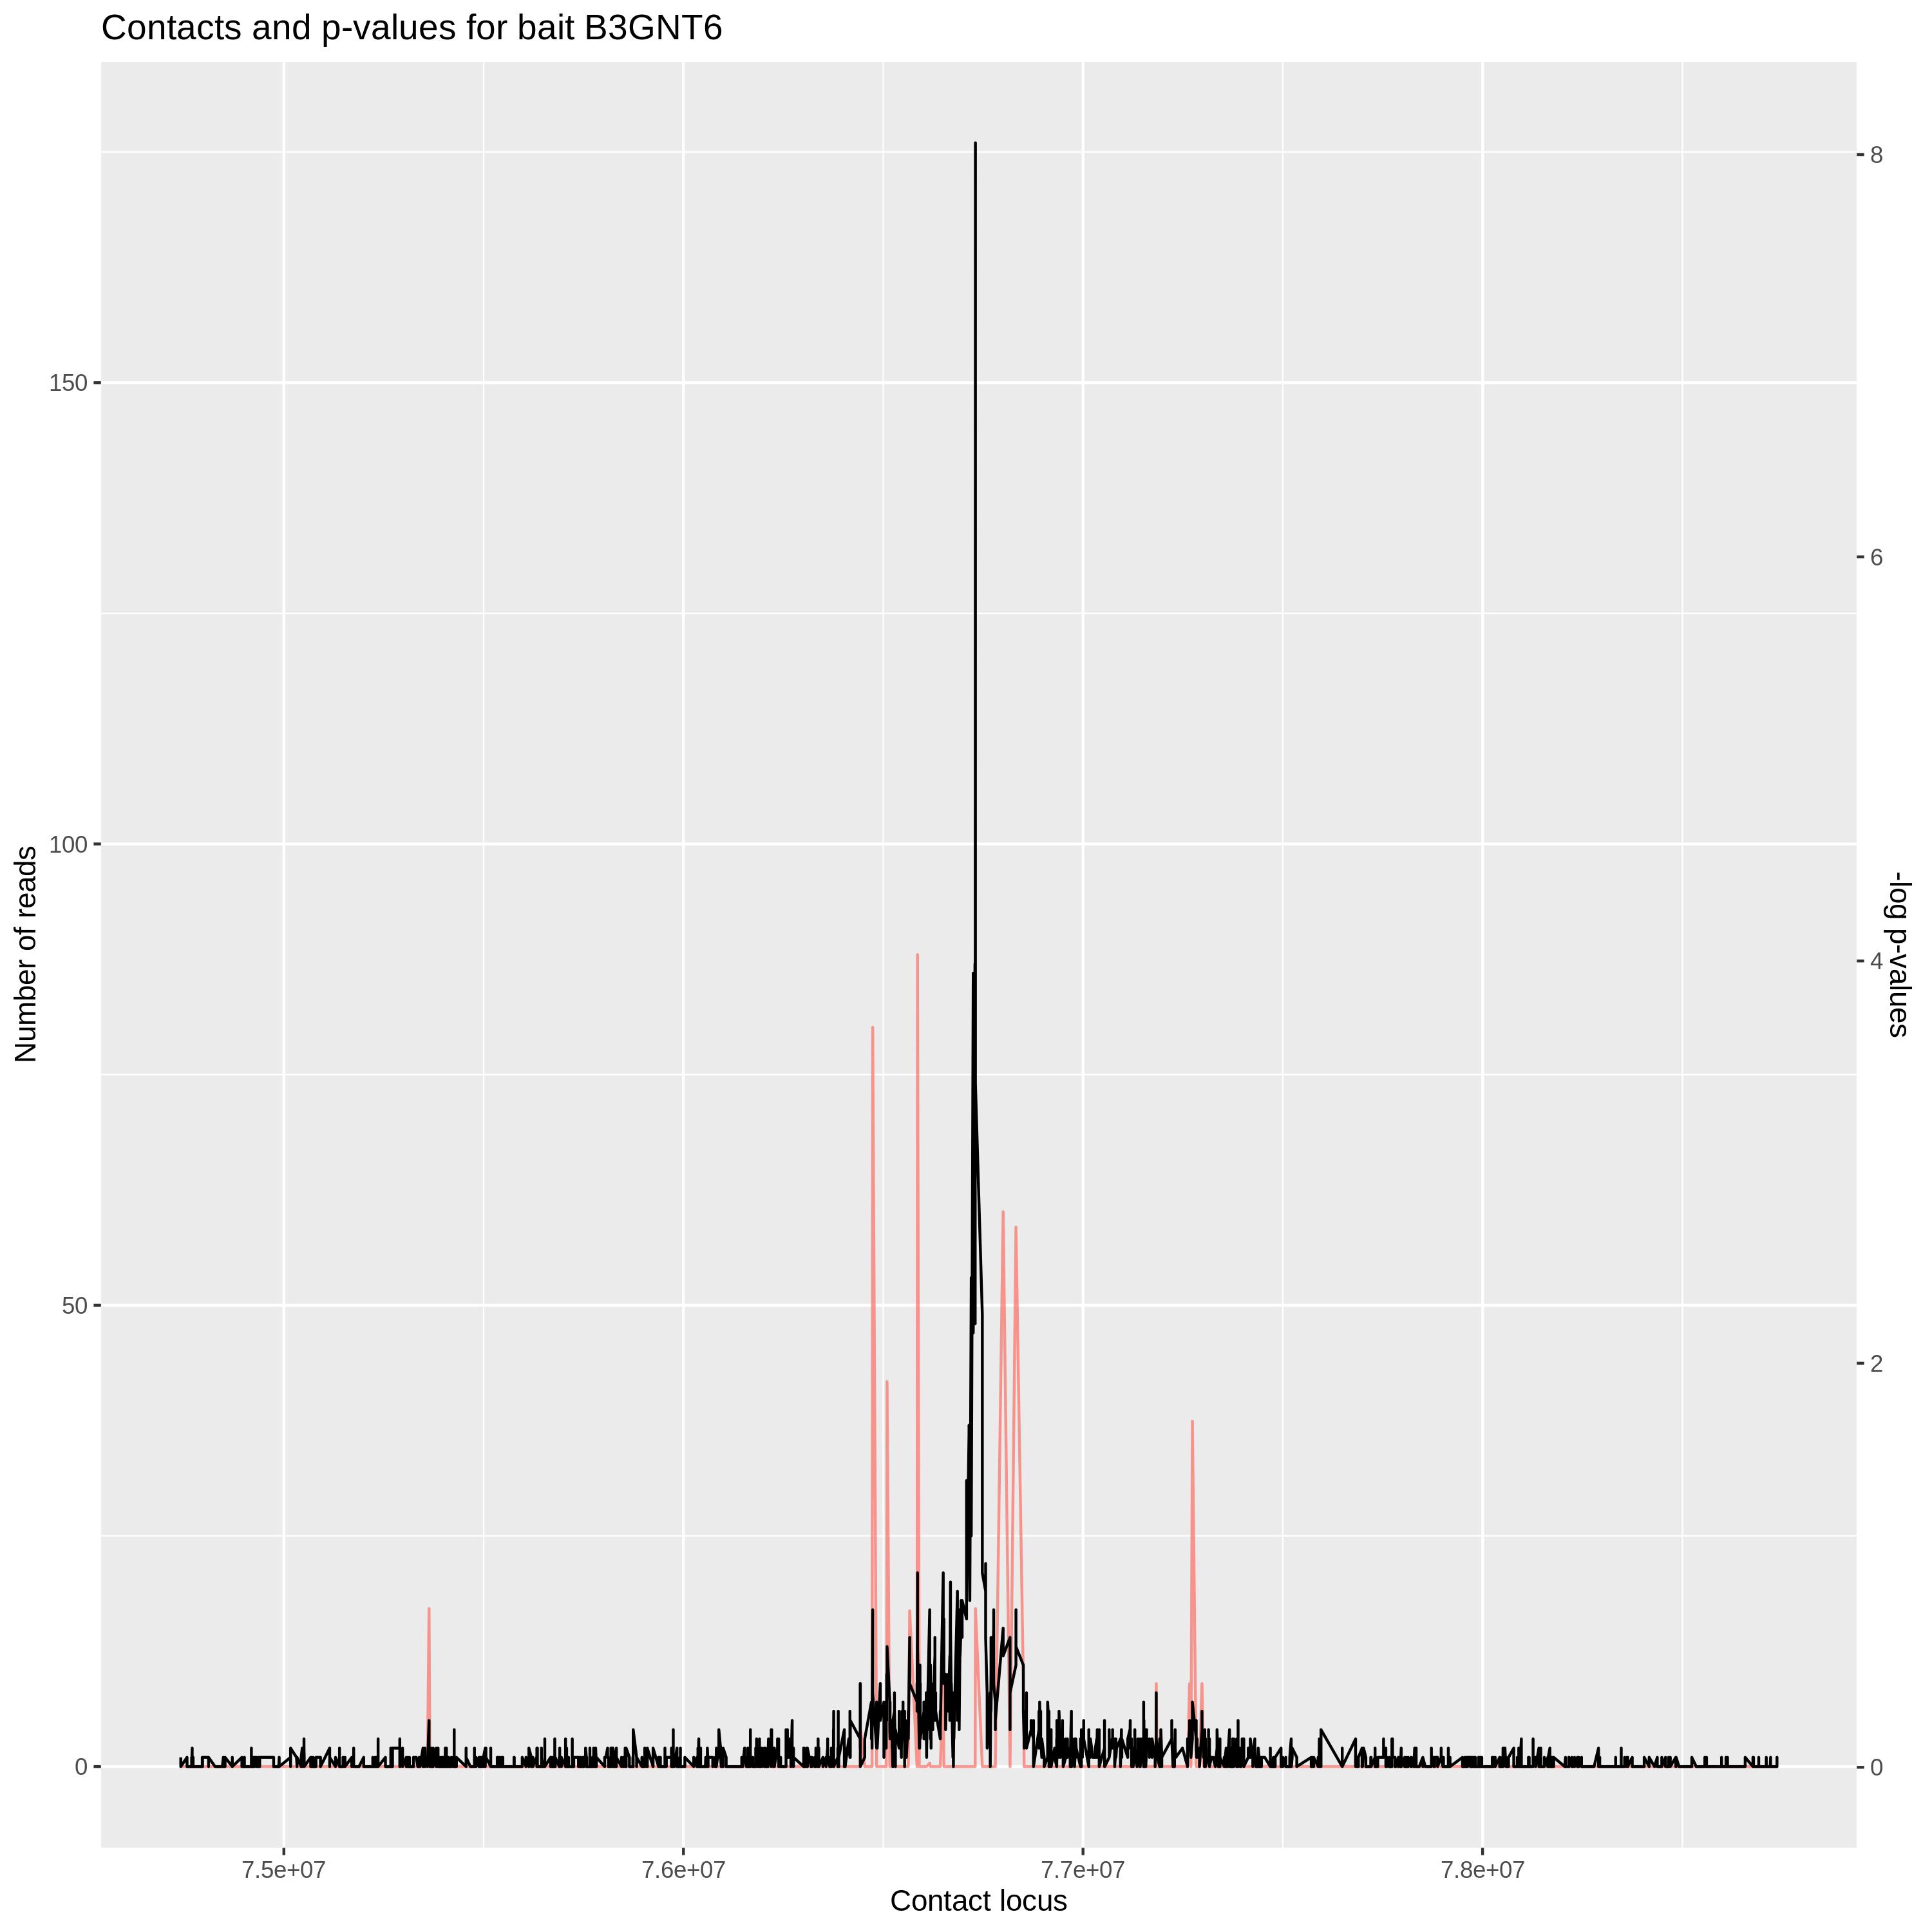 Contacts and p-values for bait B3GNT6
Number of reads
150
100
50
0
8
6
4
2
0
-log p-values
7.5e+07 7.6e+07 7.7e+07 7.8e+07
Contact locus